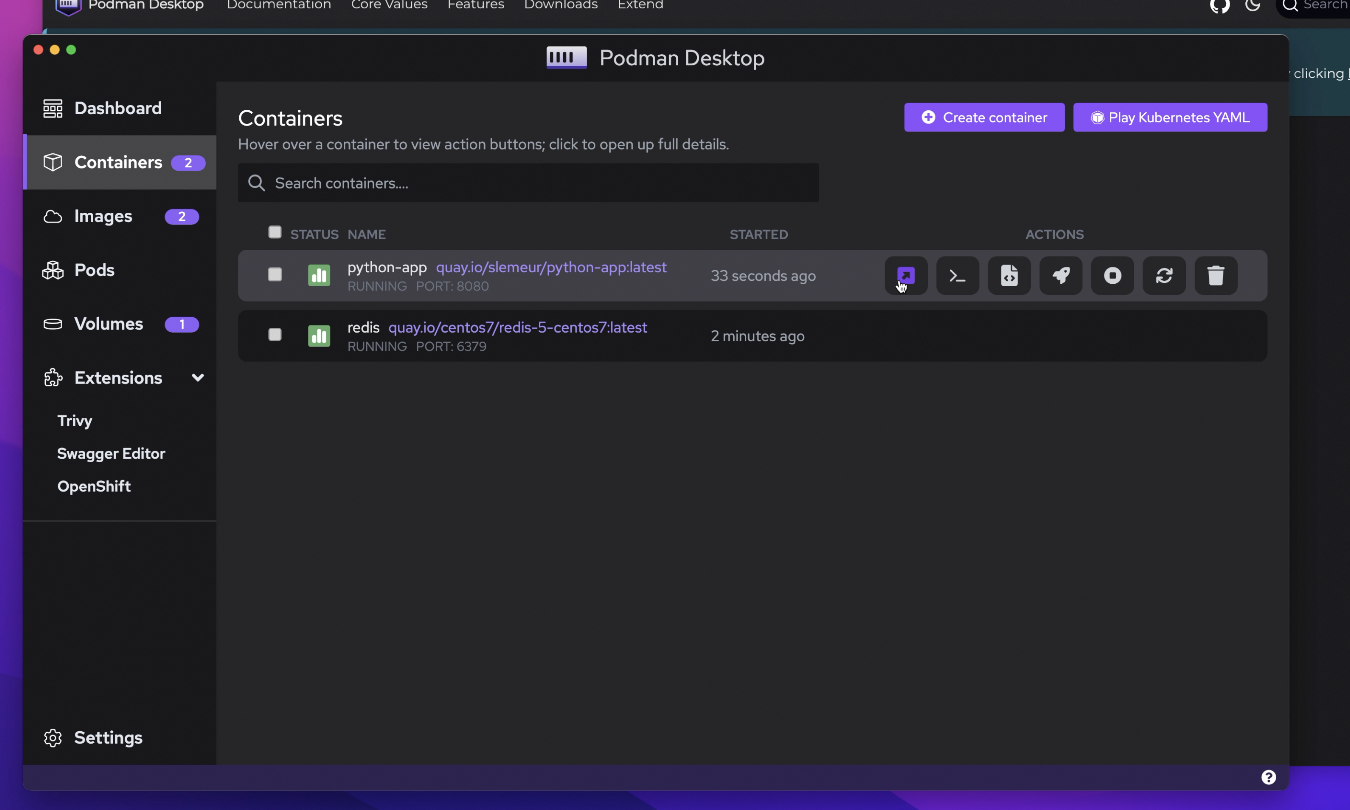 Podman Desktop Documentation Core Values Features Downloads Extend Search
clicking
Podman Desktop
Dashboard
Containers 2
Images 2
Pods
Volumes 1
Extensions
Trivy
Swagger Editor
OpenShift
Settings
Containers
Create container
Play Kubernetes YAML
Hover over a container to view action buttons; click to open up full details.
Search containers....
STATUS NAME STARTED ACTIONS
python-app quay.io/slemeur/python-app:latest 33 seconds ago
RUNNING PORT: 8080
redis quay.io/centos7/redis-5-centos7:latest 2 minutes ago
RUNNING PORT: 6379